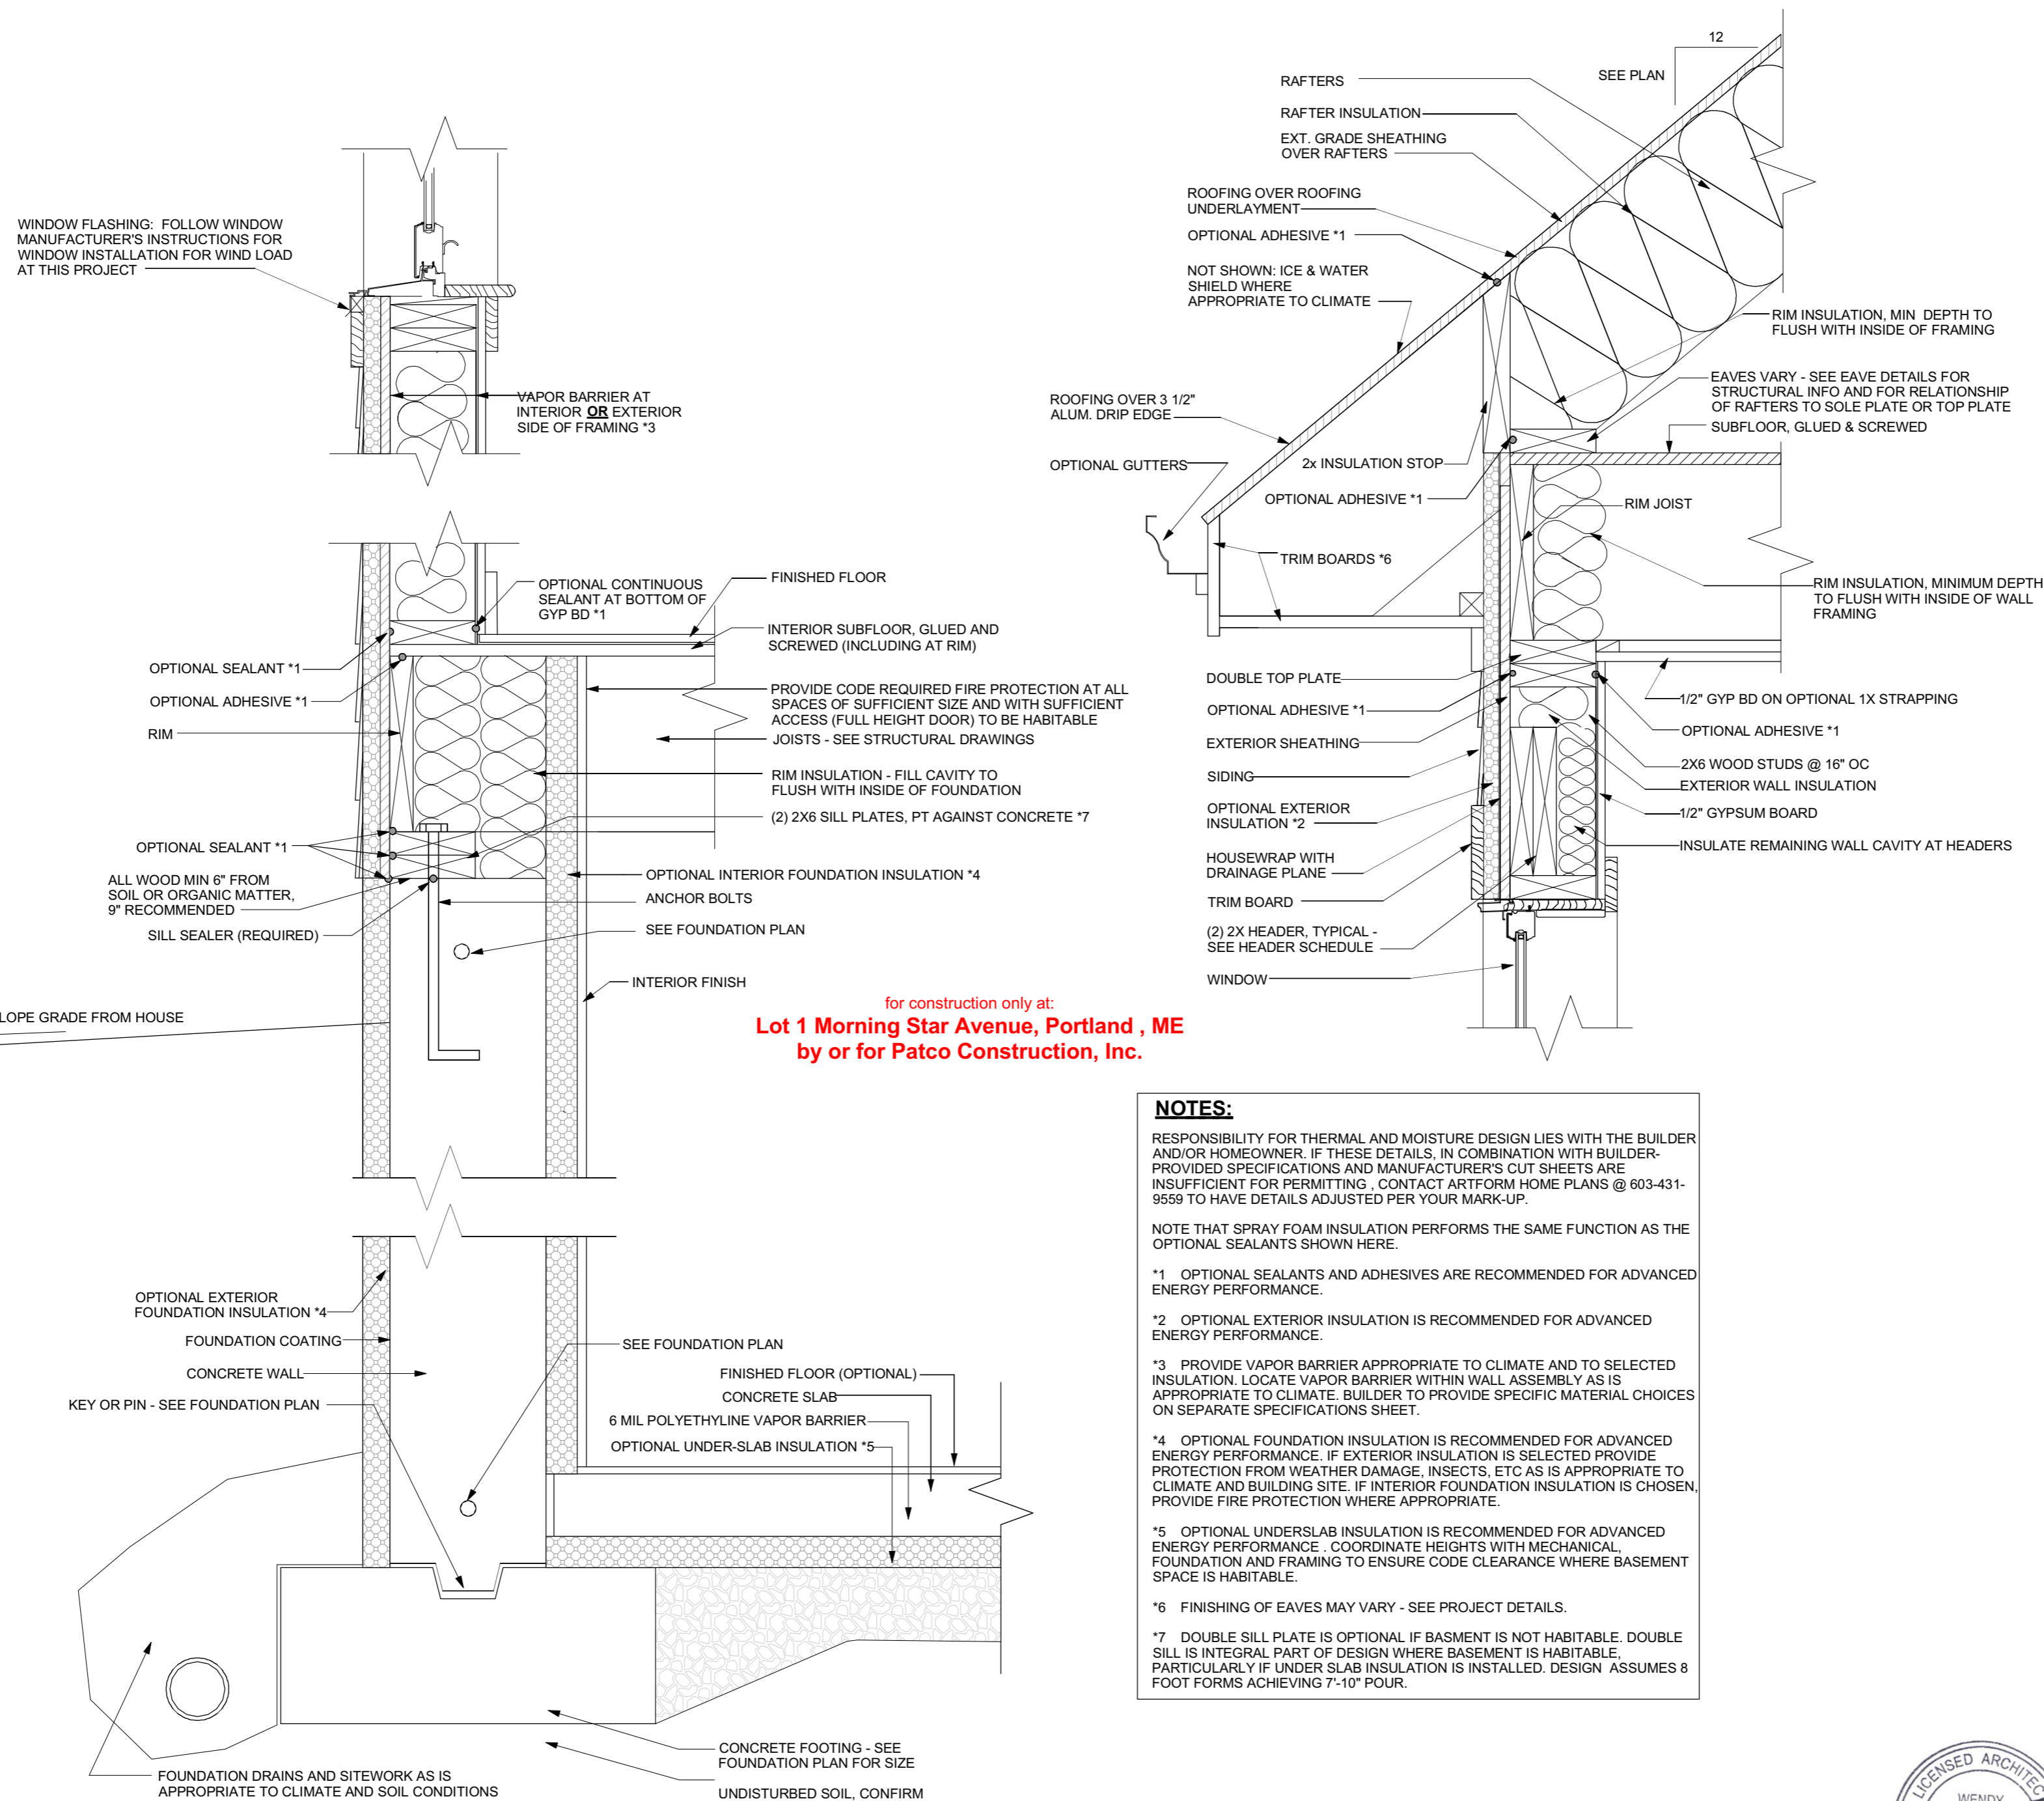 WINDOW FLASHING: FOLLOW WINDOW
MANUFACTURER'S INSTRUCTIONS FOR
WINDOW INSTALLATION FOR WIND LOAD
AT THIS PROJECT
VAPOR BARRIER AT
INTERIOR OR EXTERIOR
SIDE OF FRAMING *3
OPTIONAL CONTINUOUS
SEALANT AT BOTTOM OF
GYP BD *1
FINISHED FLOOR
INTERIOR SUBFLOOR, GLUED AND
SCREWED (INCLUDING AT RIM)
OPTIONAL SEALANT *1
OPTIONAL ADHESIVE *1
RIM
PROVIDE CODE REQUIRED FIRE PROTECTION AT ALL
SPACES OF SUFFICIENT SIZE AND WITH SUFFICIENT
ACCESS (FULL HEIGHT DOOR) TO BE HABITABLE
JOISTS - SEE STRUCTURAL DRAWINGS
RIM INSULATION - FILL CAVITY TO
FLUSH WITH INSIDE OF FOUNDATION
(2) 2X6 SILL PLATES, PT AGAINST CONCRETE *7
OPTIONAL SEALANT *1
ALL WOOD MIN 6" FROM
SOIL OR ORGANIC MATTER,
9" RECOMMENDED
SILL SEALER (REQUIRED)
OPTIONAL INTERIOR FOUNDATION INSULATION *4
ANCHOR BOLTS
SEE FOUNDATION PLAN
INTERIOR FINISH
LOPE GRADE FROM HOUSE
for construction only at:
Lot 1 Morning Star Avenue, Portland , ME
by or for Patco Construction, Inc.
OPTIONAL EXTERIOR
FOUNDATION INSULATION *4
FOUNDATION COATING
CONCRETE WALL
KEY OR PIN - SEE FOUNDATION PLAN
SEE FOUNDATION PLAN
FINISHED FLOOR (OPTIONAL)
CONCRETE SLAB
6 MIL POLYETHYLINE VAPOR BARRIER
OPTIONAL UNDER-SLAB INSULATION *5
FOUNDATION DRAINS AND SITEWORK AS IS
APPROPRIATE TO CLIMATE AND SOIL CONDITIONS
CONCRETE FOOTING - SEE
FOUNDATION PLAN FOR SIZE
UNDISTURBED SOIL, CONFIRM
12
SEE PLAN
RAFTERS
RAFTER INSULATION
EXT. GRADE SHEATHING
OVER RAFTERS
ROOFING OVER ROOFING
UNDERLAYMENT
OPTIONAL ADHESIVE *1
NOT SHOWN: ICE & WATER
SHIELD WHERE
APPROPRIATE TO CLIMATE
ROOFING OVER 3 1/2"
ALUM. DRIP EDGE
OPTIONAL GUTTERS
2x INSULATION STOP
OPTIONAL ADHESIVE *1
TRIM BOARDS *6
RIM INSULATION, MIN DEPTH TO
FLUSH WITH INSIDE OF FRAMING
EAVES VARY - SEE EAVE DETAILS FOR
STRUCTURAL INFO AND FOR RELATIONSHIP
OF RAFTERS TO SOLE PLATE OR TOP PLATE
SUBFLOOR, GLUED & SCREWED
RIM JOIST
RIM INSULATION, MINIMUM DEPTH
TO FLUSH WITH INSIDE OF WALL
FRAMING
DOUBLE TOP PLATE
OPTIONAL ADHESIVE *1
EXTERIOR SHEATHING
SIDING
OPTIONAL EXTERIOR
INSULATION *2
HOUSEWRAP WITH
DRAINAGE PLANE
TRIM BOARD
(2) 2X HEADER, TYPICAL -
SEE HEADER SCHEDULE
WINDOW
1/2" GYP BD ON OPTIONAL 1X STRAPPING
OPTIONAL ADHESIVE *1
2X6 WOOD STUDS @ 16" OC
EXTERIOR WALL INSULATION
1/2" GYPSUM BOARD
INSULATE REMAINING WALL CAVITY AT HEADERS
NOTES:
RESPONSIBILITY FOR THERMAL AND MOISTURE DESIGN LIES WITH THE BUILDER
AND/OR HOMEOWNER. IF THESE DETAILS, IN COMBINATION WITH BUILDER-
PROVIDED SPECIFICATIONS AND MANUFACTURER'S CUT SHEETS ARE
INSUFFICIENT FOR PERMITTING , CONTACT ARTFORM HOME PLANS @ 603-431-
9559 TO HAVE DETAILS ADJUSTED PER YOUR MARK-UP.
NOTE THAT SPRAY FOAM INSULATION PERFORMS THE SAME FUNCTION AS THE
OPTIONAL SEALANTS SHOWN HERE.
*1 OPTIONAL SEALANTS AND ADHESIVES ARE RECOMMENDED FOR ADVANCED
ENERGY PERFORMANCE.
*2 OPTIONAL EXTERIOR INSULATION IS RECOMMENDED FOR ADVANCED
ENERGY PERFORMANCE.
*3 PROVIDE VAPOR BARRIER APPROPRIATE TO CLIMATE AND TO SELECTED
INSULATION. LOCATE VAPOR BARRIER WITHIN WALL ASSEMBLY AS IS
APPROPRIATE TO CLIMATE. BUILDER TO PROVIDE SPECIFIC MATERIAL CHOICES
ON SEPARATE SPECIFICATIONS SHEET.
*4 OPTIONAL FOUNDATION INSULATION IS RECOMMENDED FOR ADVANCED
ENERGY PERFORMANCE. IF EXTERIOR INSULATION IS SELECTED PROVIDE
PROTECTION FROM WEATHER DAMAGE, INSECTS, ETC AS IS APPROPRIATE TO
CLIMATE AND BUILDING SITE. IF INTERIOR FOUNDATION INSULATION IS CHOSEN,
PROVIDE FIRE PROTECTION WHERE APPROPRIATE.
*5 OPTIONAL UNDERSLAB INSULATION IS RECOMMENDED FOR ADVANCED
ENERGY PERFORMANCE . COORDINATE HEIGHTS WITH MECHANICAL,
FOUNDATION AND FRAMING TO ENSURE CODE CLEARANCE WHERE BASEMENT
SPACE IS HABITABLE.
*6 FINISHING OF EAVES MAY VARY - SEE PROJECT DETAILS.
*7 DOUBLE SILL PLATE IS OPTIONAL IF BASMENT IS NOT HABITABLE. DOUBLE
SILL IS INTEGRAL PART OF DESIGN WHERE BASEMENT IS HABITABLE,
PARTICULARLY IF UNDER SLAB INSULATION IS INSTALLED. DESIGN ASSUMES 8
FOOT FORMS ACHIEVING 7'-10" POUR.
LICENSED ARCHITEC
WENDY